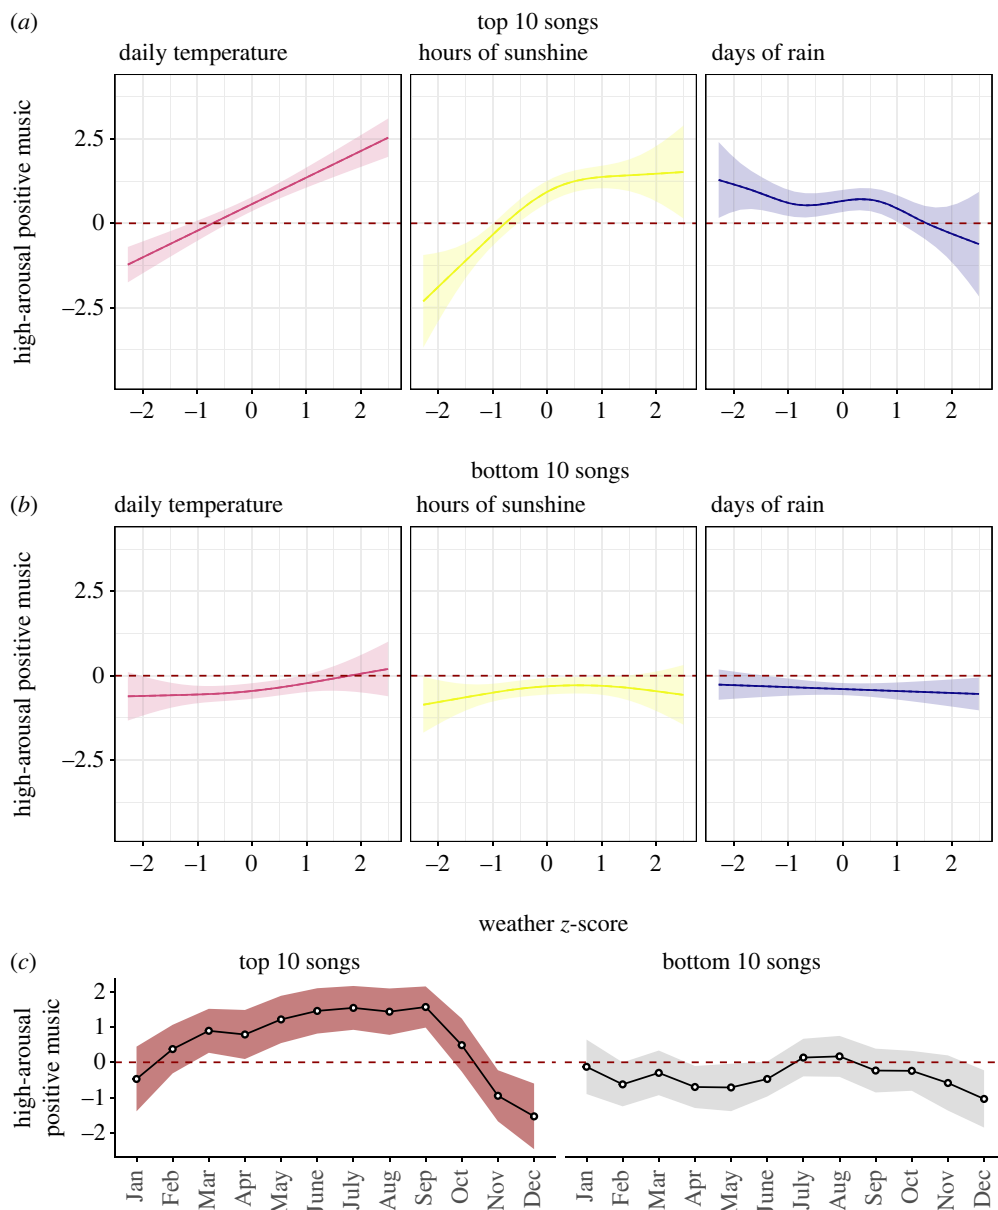 (a) top 10 songs
daily temperature hours of sunshine days of rain
high-arousal positive music
2.5
0
–2.5
–2 –1 0 1 2 –2 –1 0 1 2 –2 –1 0 1 2
bottom 10 songs
(b) daily temperature hours of sunshine days of rain
high-arousal positive music
2.5
0
–2.5
–2 –1 0 1 2 –2 –1 0 1 2 –2 –1 0 1 2
weather z-score
(c) top 10 songs bottom 10 songs
high-arousal
positive music
2
1
0
–1
–2
Jan Feb Mar Apr May June July Aug Sep Oct Nov Dec Jan Feb Mar Apr May June July Aug Sep Oct Nov Dec